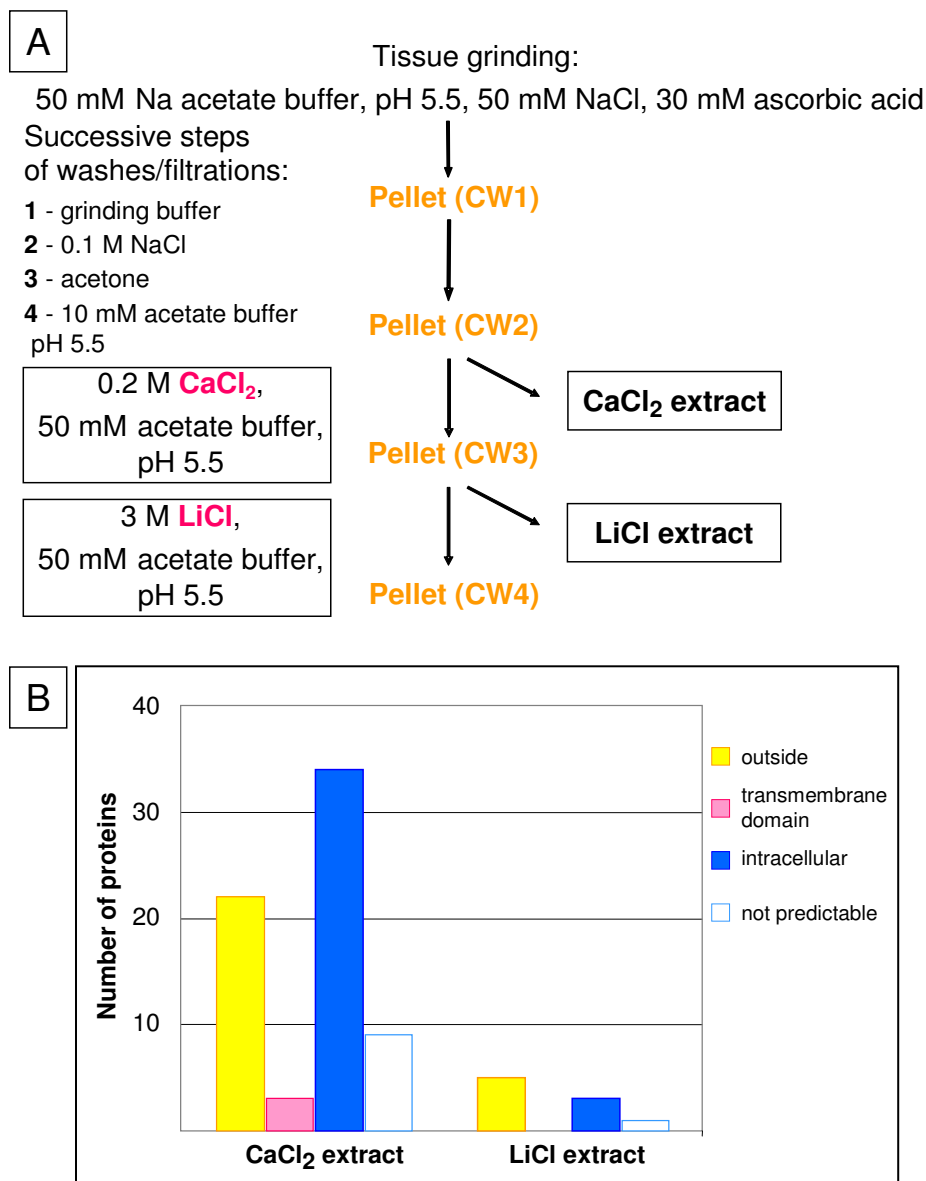 A
Tissue grinding:
50 mM Na acetate buffer, pH 5.5, 50 mM NaCl, 30 mM ascorbic acid
Successive steps
of washes/filtrations:
1 - grinding buffer
2 - 0.1 M NaCl
3 - acetone
4 - 10 mM acetate buffer
pH 5.5
Pellet (CW1)
Pellet (CW2)
0.2 M CaCl₂,
50 mM acetate buffer,
pH 5.5
CaCl₂ extract
Pellet (CW3)
3 M LiCl,
50 mM acetate buffer,
pH 5.5
LiCl extract
Pellet (CW4)
B
Number of proteins
40
30
20
10
outside
transmembrane
domain
intracellular
not predictable
CaCl₂ extract
LiCl extract